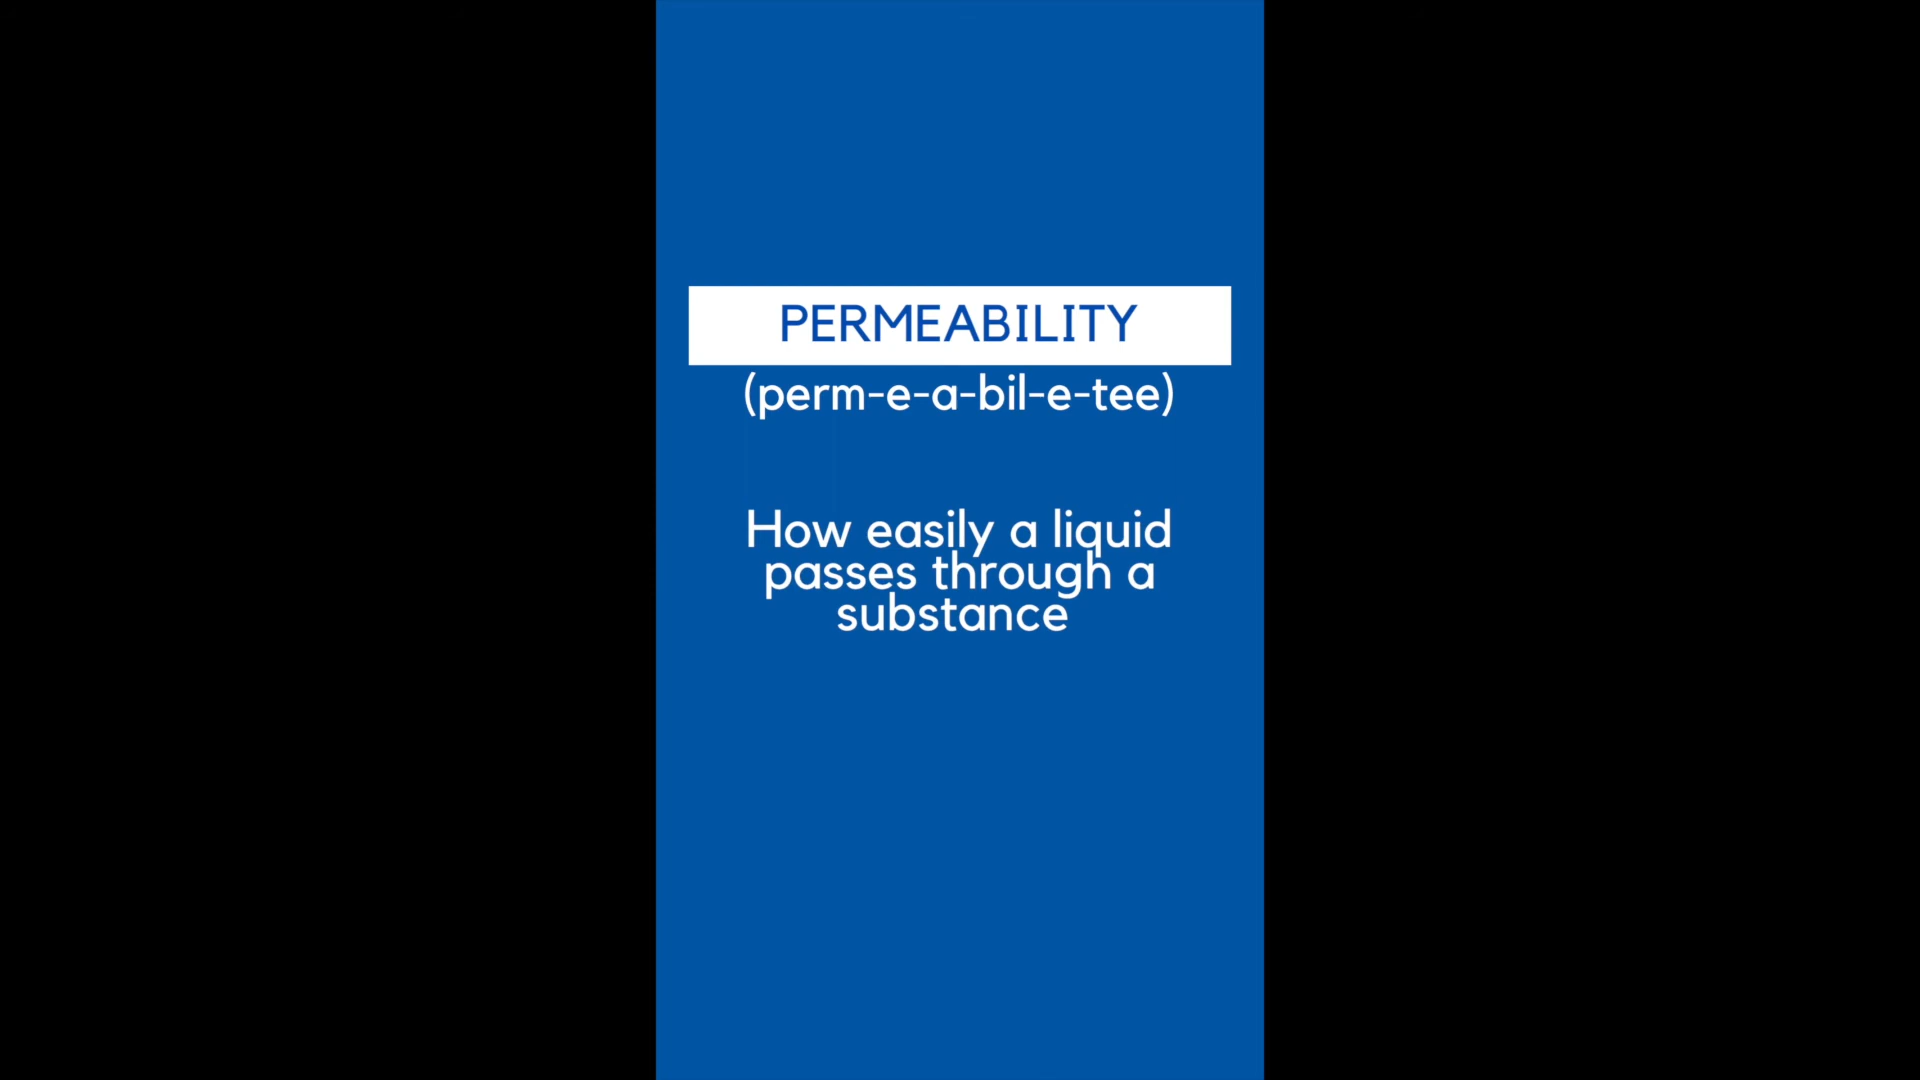 PERMEABILITY
(perm-e-a-bil-e-tee)
How easily a liquid
passes through a
substance